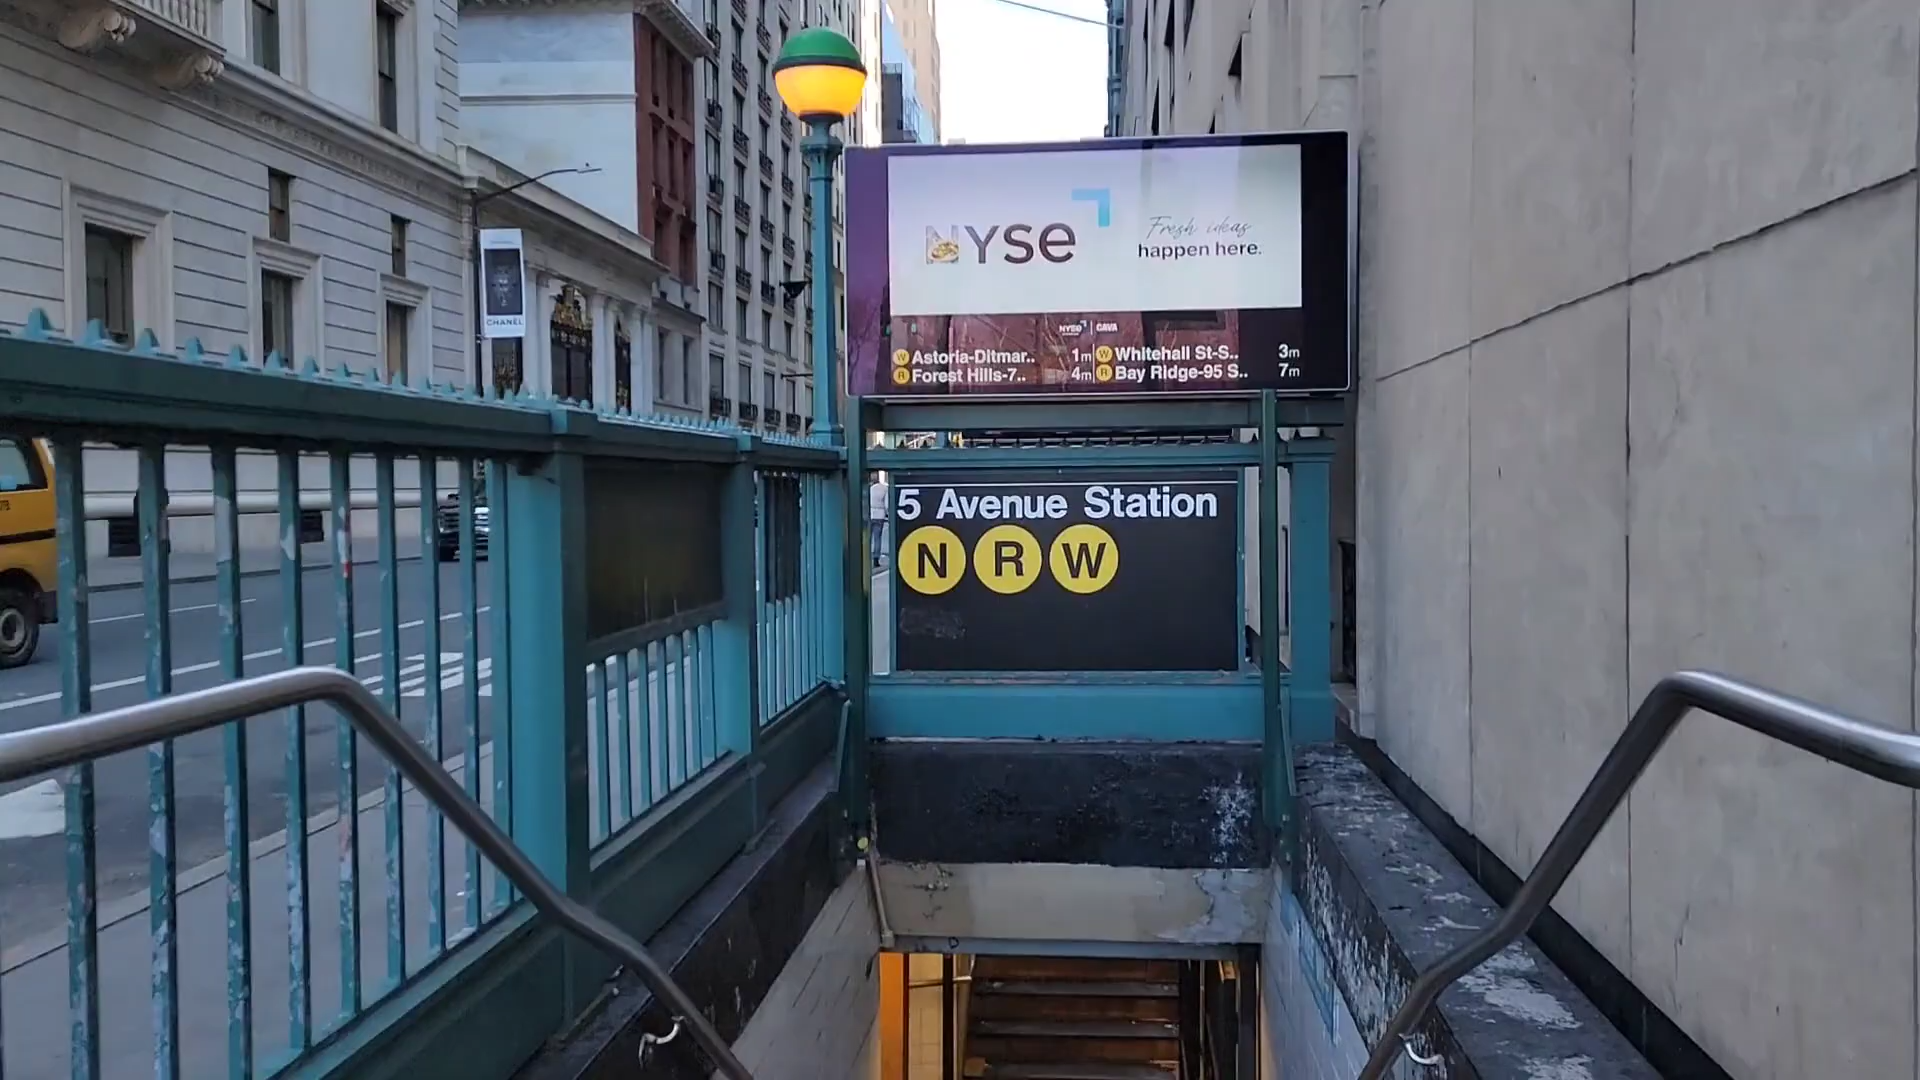 NYSE
Fresh ideas
happen here.
NYSE | CAVA
W Astoria-Ditmar.. 1m
W Whitehall St-S.. 3m
R Forest Hills-7.. 4m
R Bay Ridge-95 S.. 7m
CHANEL
5 Avenue Station
N R W